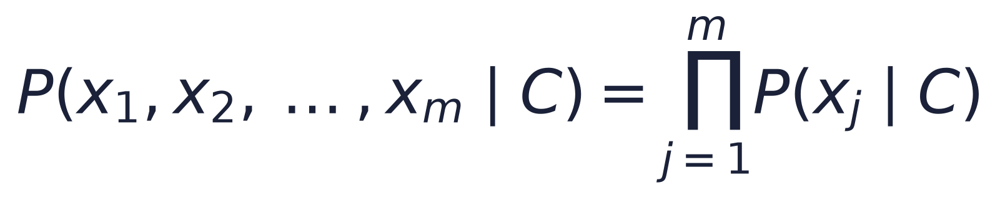 P(x₁, x₂, … , xₘ | C) = ∏ⱼ₌₁ᵐ P(xⱼ | C)